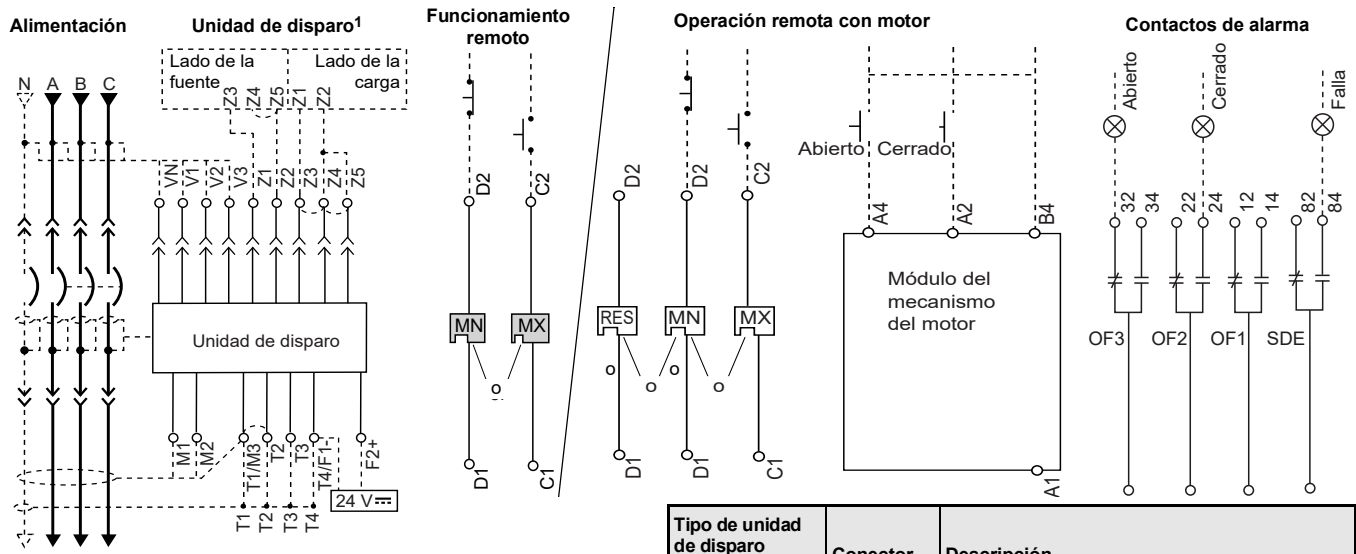 Alimentación
Unidad de disparo1
Funcionamiento
remoto
Operación remota con motor
Contactos de alarma
N A B C
Lado de la
fuente
Lado de la
carga
Z3 Z4 Z5 Z1 Z2
VN V1 V2 V3 Z1 Z2 Z3 Z4 Z5
Unidad de disparo
M1 M2 T1/M3 T2 T3 T4/F1- F2+
24 V
T1 T2 T3 T4
D2 C2
MN MX
o
D1 C1
D2 D2 C2
RES MN MX
o o o o
D1 D1 C1
Abierto Cerrado
A4 A2 B4
Módulo del
mecanismo
del motor
A1
Abierto Cerrado Falla
32 34 22 24 12 14 82 84
OF3 OF2 OF1 SDE
Tipo de unidad
de disparo
Conector
Descripción